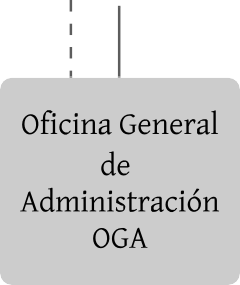 Oficina General
de
Administración
OGA